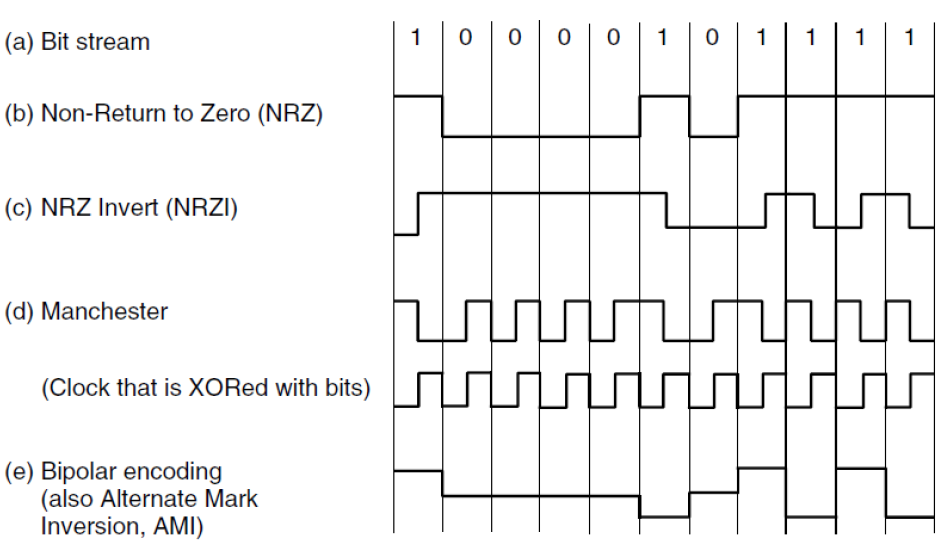 (a) Bit stream 1 0 0 0 0 1 0 1 1 1 1
(b) Non-Return to Zero (NRZ)
(c) NRZ Invert (NRZI)
(d) Manchester
(Clock that is XORed with bits)
(e) Bipolar encoding
(also Alternate Mark
Inversion, AMI)